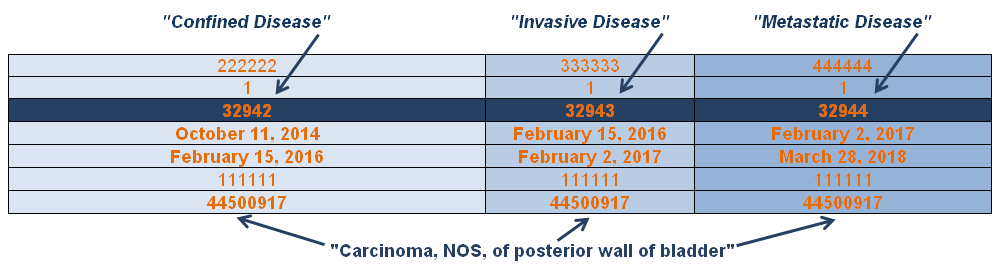 "Confined Disease" "Invasive Disease" "Metastatic Disease"
222222 333333 444444
1 1 1
32942 32943 32944
October 11, 2014 February 15, 2016 February 2, 2017
February 15, 2016 February 2, 2017 March 28, 2018
111111 111111 111111
44500917 44500917 44500917
"Carcinoma, NOS, of posterior wall of bladder"